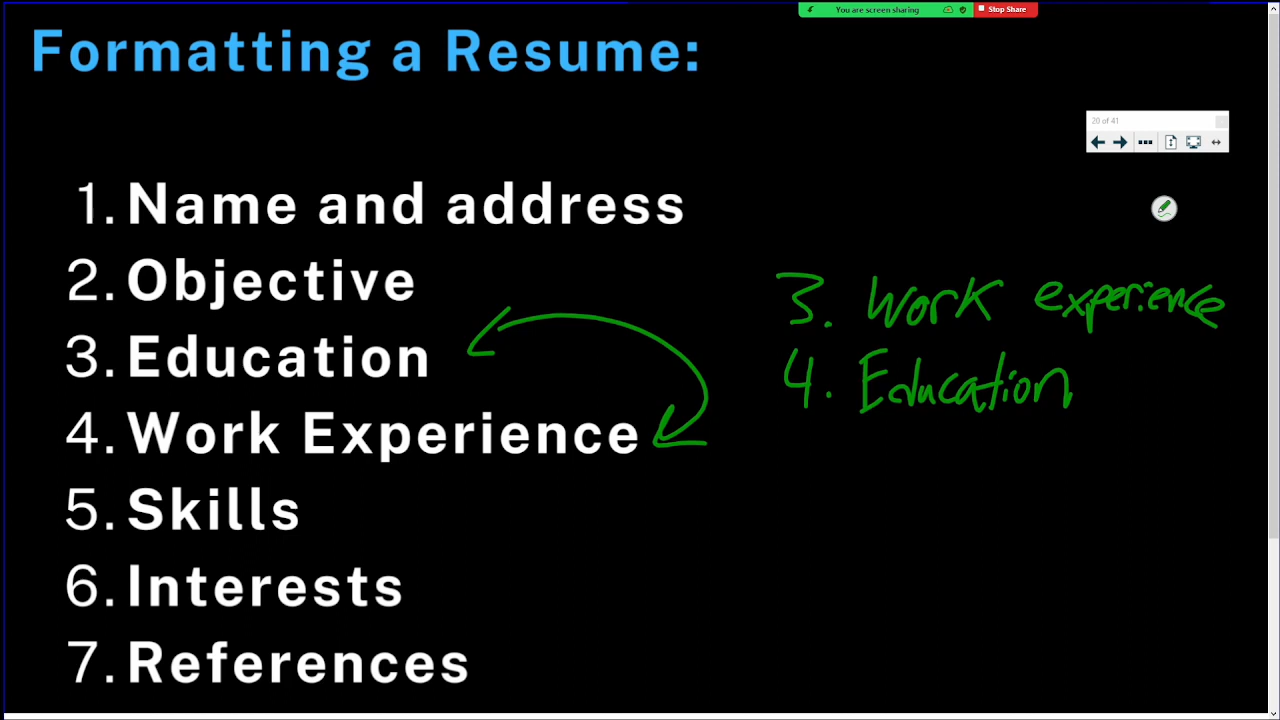 You are screen sharing Stop Share
Formatting a Resume:
20 of 41
1. Name and address
2. Objective
3. Education
4. Work Experience
5. Skills
6. Interests
7. References
3. Work experience
4. Education